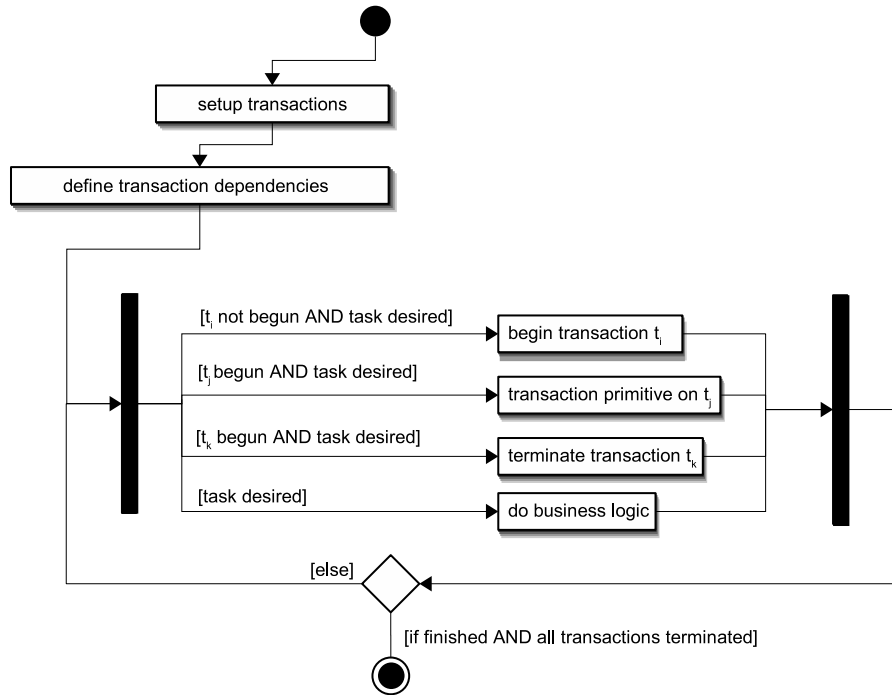 setup transactions
define transaction dependencies
[tᵢ not begun AND task desired]
begin transaction tᵢ
[tⱼ begun AND task desired]
transaction primitive on tⱼ
[tₖ begun AND task desired]
terminate transaction tₖ
[task desired]
do business logic
[else]
[if finished AND all transactions terminated]